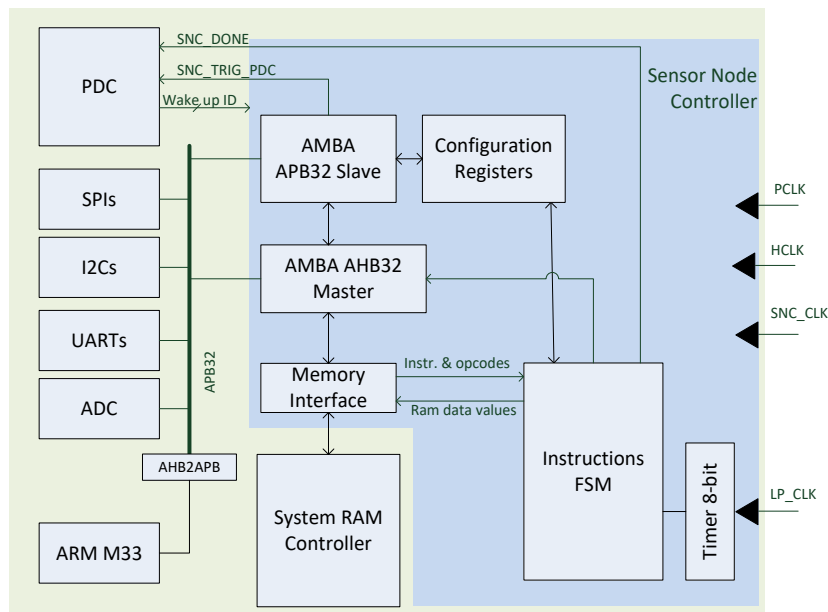 SNC_DONE
PDC
SNC_TRIG_PDC
Wake up ID
Sensor Node
Controller
AMBA
APB32 Slave
Configuration
Registers
SPIs
PCLK
I2Cs
AMBA AHB32
Master
HCLK
UARTs
SNC_CLK
APB32
Memory
Interface
Instr. & opcodes
Ram data values
ADC
AHB2APB
Instructions
FSM
Timer 8-bit
LP_CLK
System RAM
Controller
ARM M33